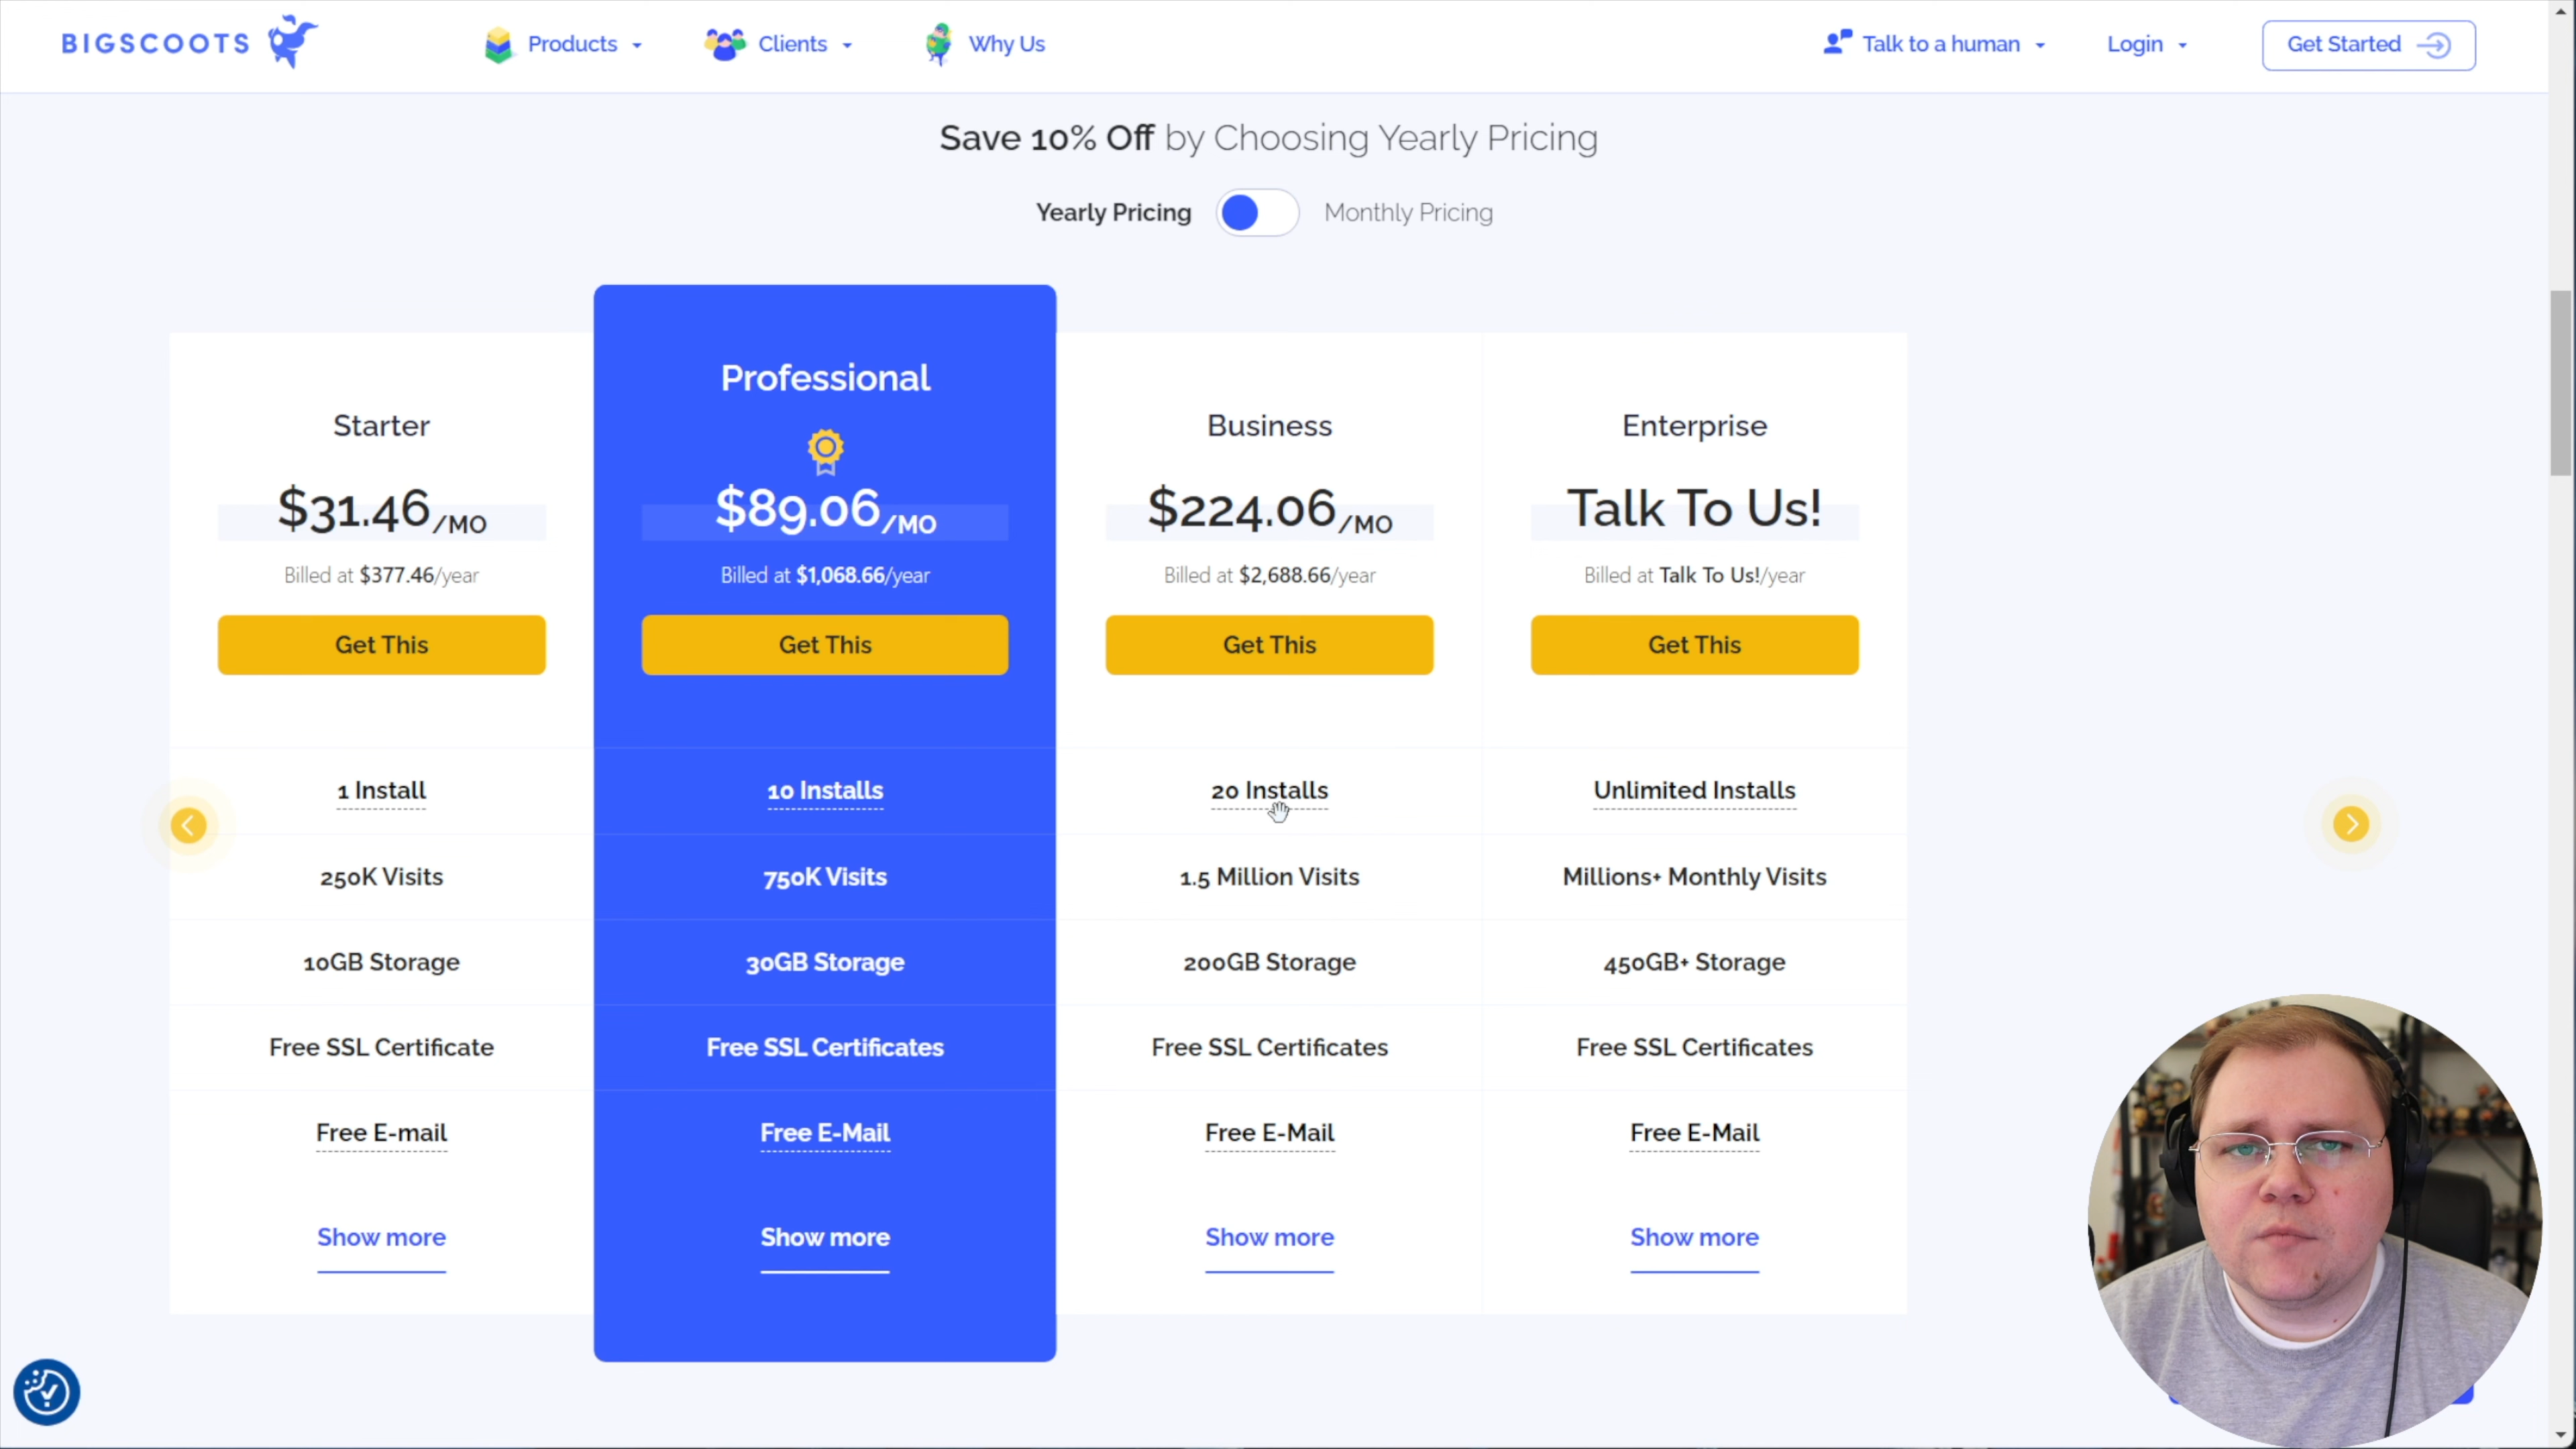 BIGSCOOTS
Products
Clients
Why Us
Talk to a human
Login
Get Started
Save 10% Off by Choosing Yearly Pricing
Yearly Pricing
Monthly Pricing
Starter
$31.46/MO
Billed at $377.46/year
Get This
1 Install
250K Visits
10GB Storage
Free SSL Certificate
Free E-mail
Show more
Professional
$89.06/MO
Billed at $1,068.66/year
Get This
10 Installs
750K Visits
30GB Storage
Free SSL Certificates
Free E-Mail
Show more
Business
$224.06/MO
Billed at $2,688.66/year
Get This
20 Installs
1.5 Million Visits
200GB Storage
Free SSL Certificates
Free E-Mail
Show more
Enterprise
Talk To Us!
Billed at Talk To Us!/year
Get This
Unlimited Installs
Millions+ Monthly Visits
450GB+ Storage
Free SSL Certificates
Free E-Mail
Show more